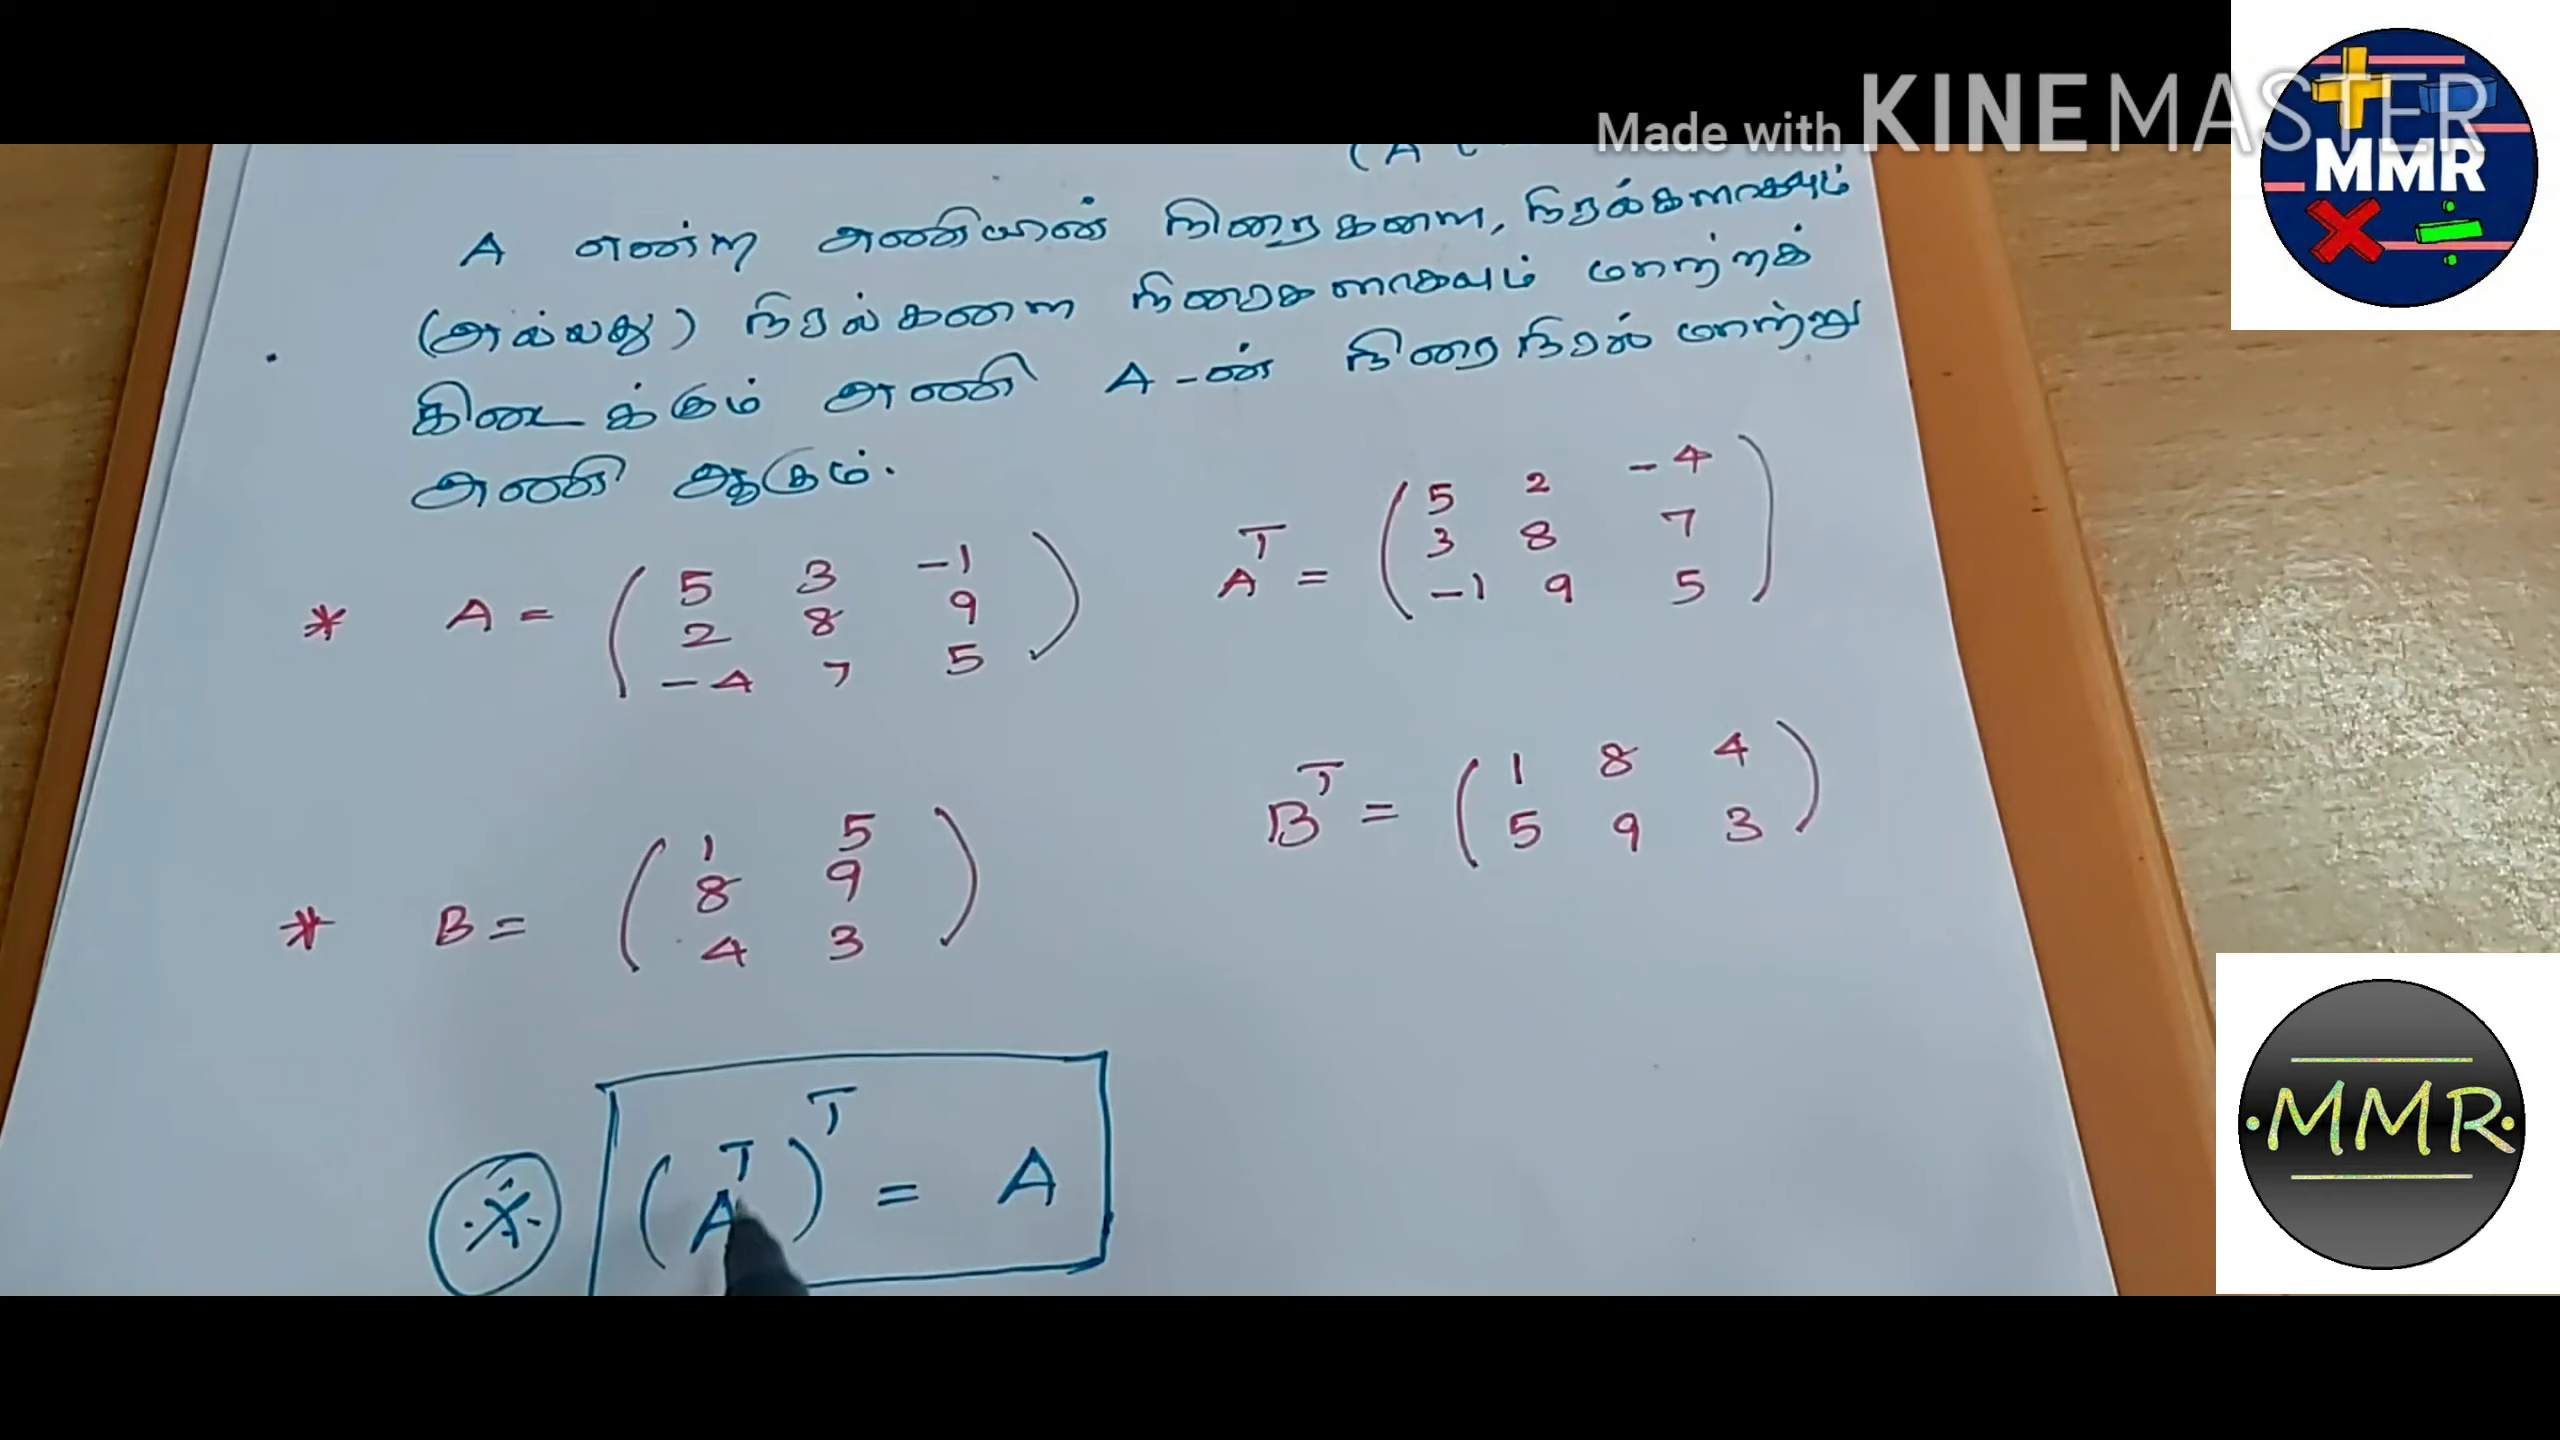 Made with KINEMASTER
MMR
A என்ற அணியின் நிறைகளை, நிரல்களாகவும்
(அல்லது) நிரல்களை நிறைகளாகவும் மாற்றக்
கிடைக்கும் அணி A-ன் நிரைநிரல் மாற்று
அணி ஆகும்.
* A = ( 5 3 -1
2 8 9
-4 7 5 )
A^T = ( 5 2 -4
3 8 7
-1 9 5 )
* B = ( 1 5
8 9
4 3 )
B^T = ( 1 8 4
5 9 3 )
(A^T)^T = A
MMR